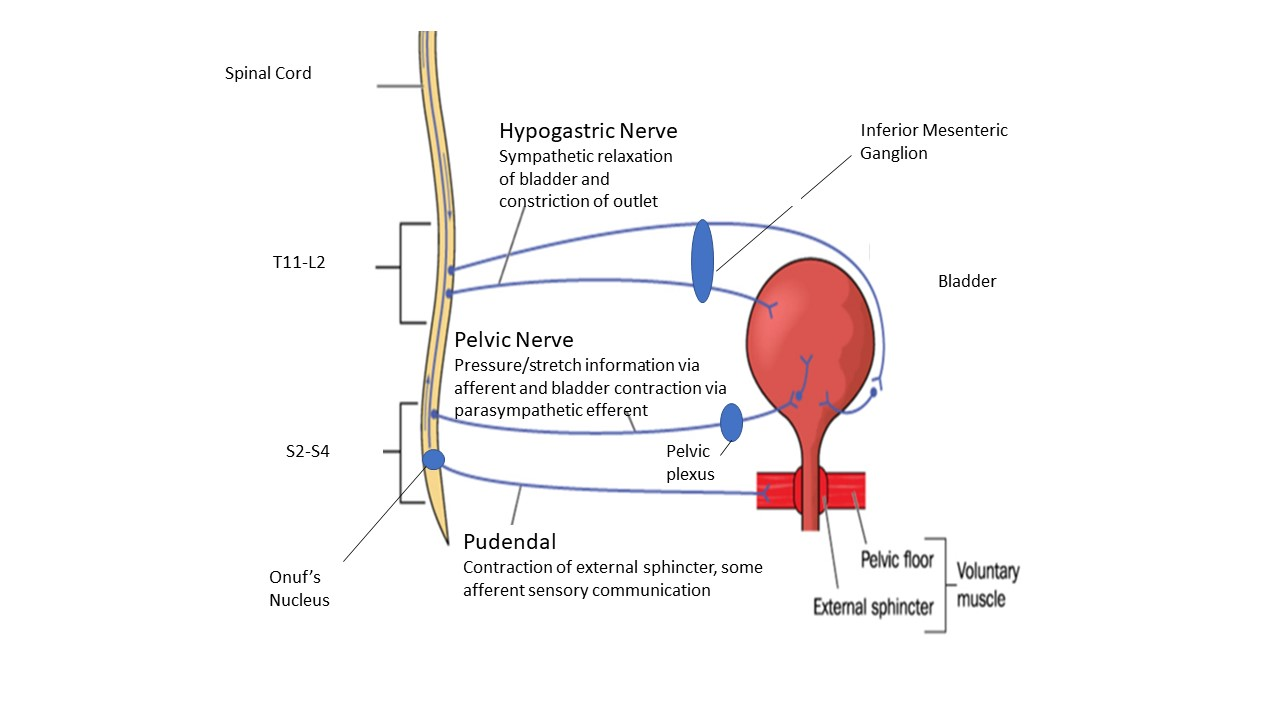 Spinal Cord
Hypogastric Nerve
Sympathetic relaxation
of bladder and
constriction of outlet
Inferior Mesenteric
Ganglion
T11-L2
Bladder
Pelvic Nerve
Pressure/stretch information via
afferent and bladder contraction via
parasympathetic efferent
S2-S4
Pelvic
plexus
Pudendal
Contraction of external sphincter, some
afferent sensory communication
Onuf’s
Nucleus
Pelvic floor
External sphincter
Voluntary
muscle